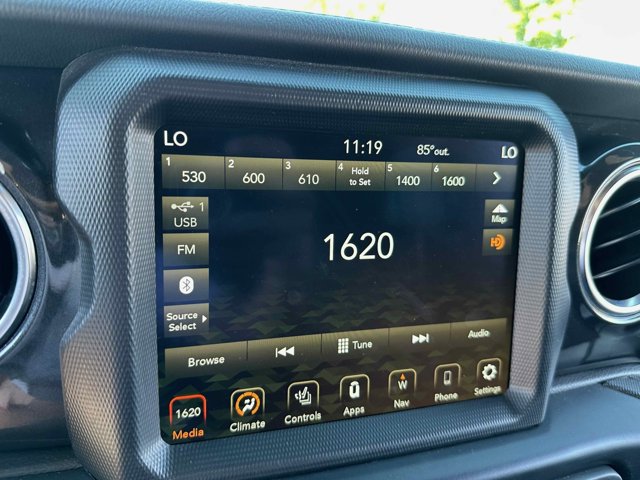 LO 11:19 85°out. LO
1 530 2 600 3 610 4 Hold to Set 5 1400 6 1600
USB 1
Map
FM
1620
HD
Source
Select
Browse Tune Audio
1620
Media Climate Controls Apps W Nav Phone Settings